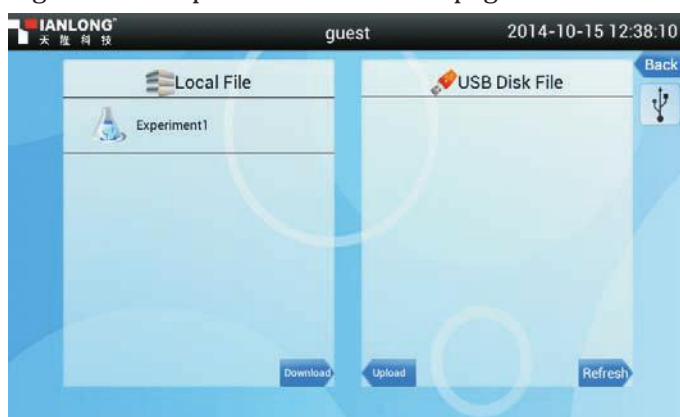 TIANLONG
天隆科技
guest
2014-10-15 12:38:10
Back
Local File
USB Disk File
Experiment1
Download
Upload
Refresh